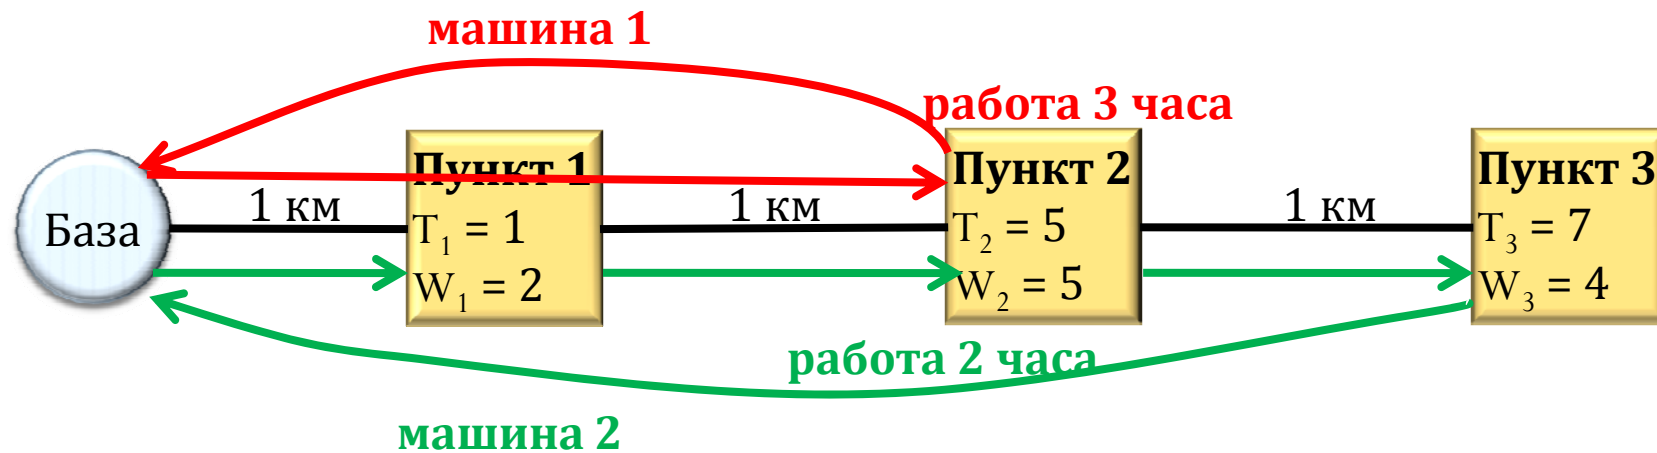 машина 1
работа 3 часа
Пункт 1
Пункт 2
Пункт 3
База
1 км
1 км
1 км
T₁ = 1
T₂ = 5
T₃ = 7
W₁ = 2
W₂ = 5
W₃ = 4
работа 2 часа
машина 2